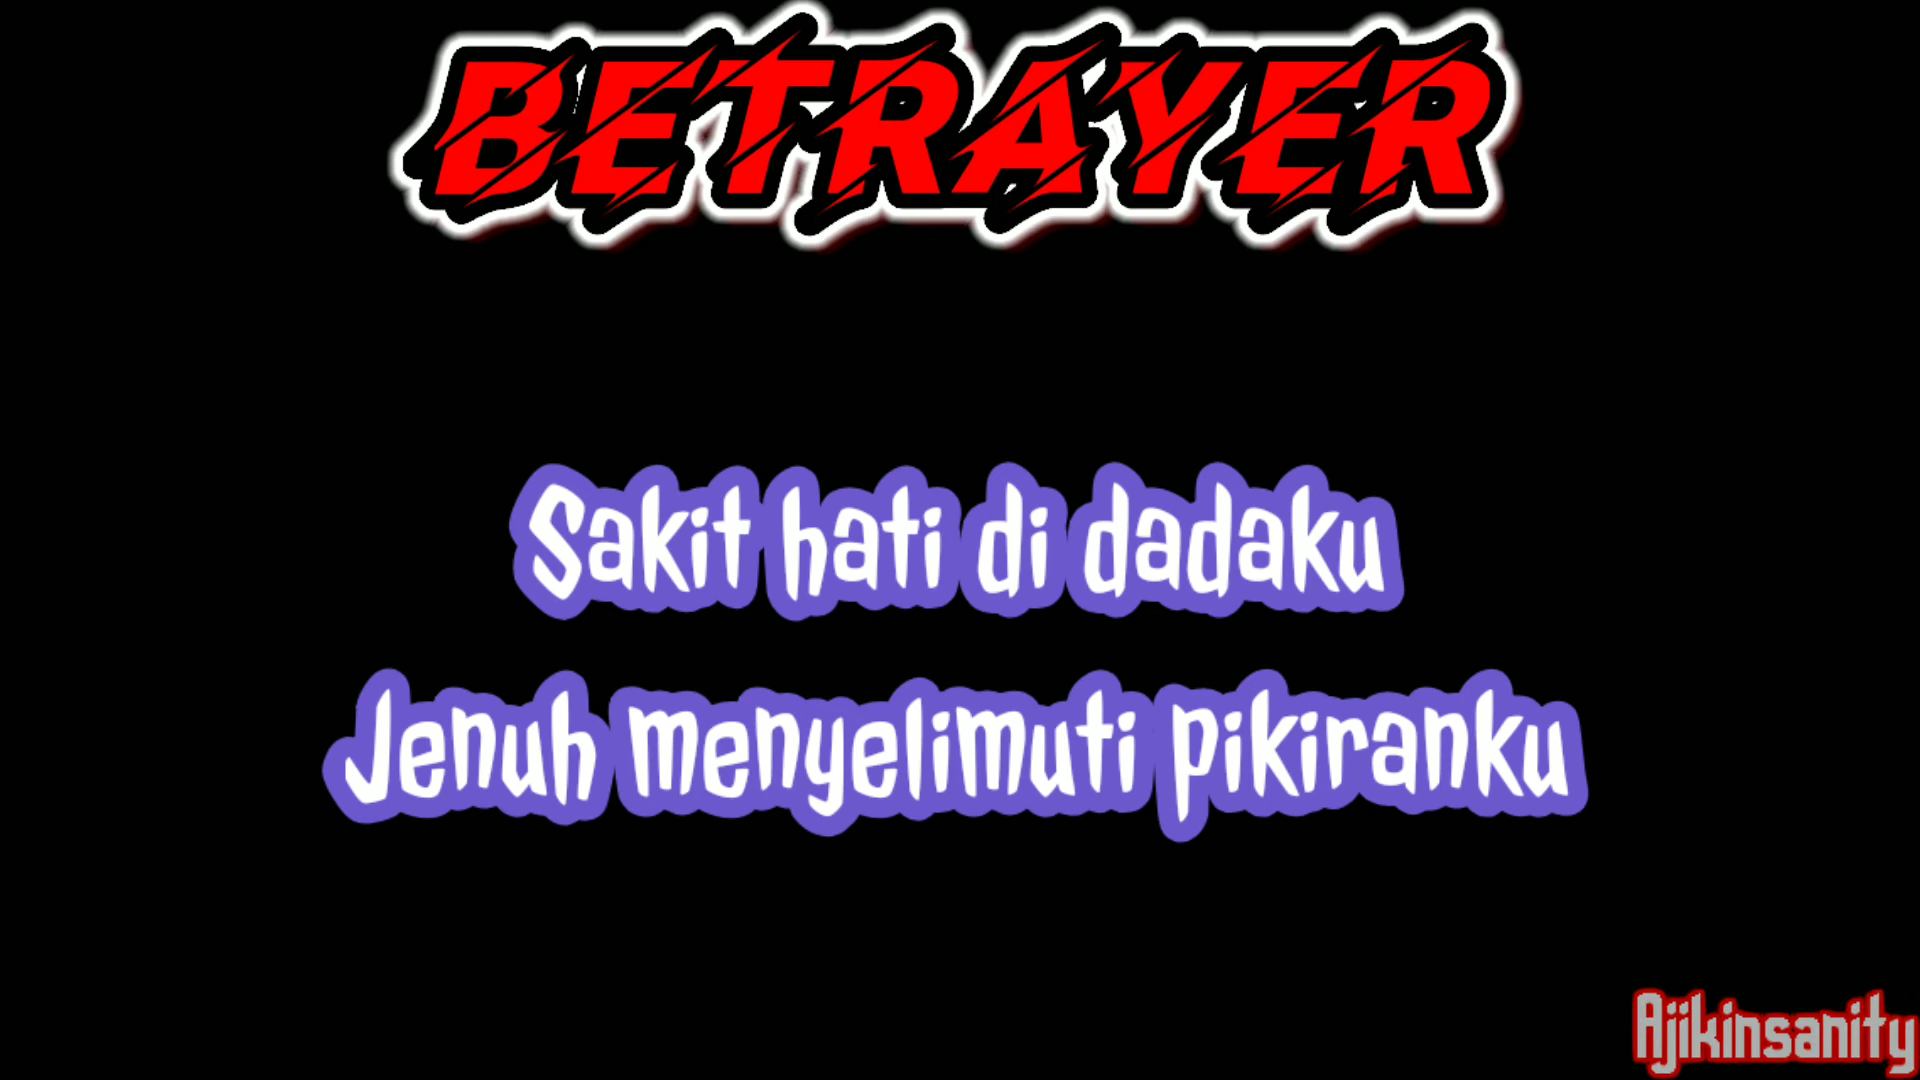 BETRAYER
Sakit hati di dadaku
Jenuh menyelimuti pikiranku
Ajikinsanity